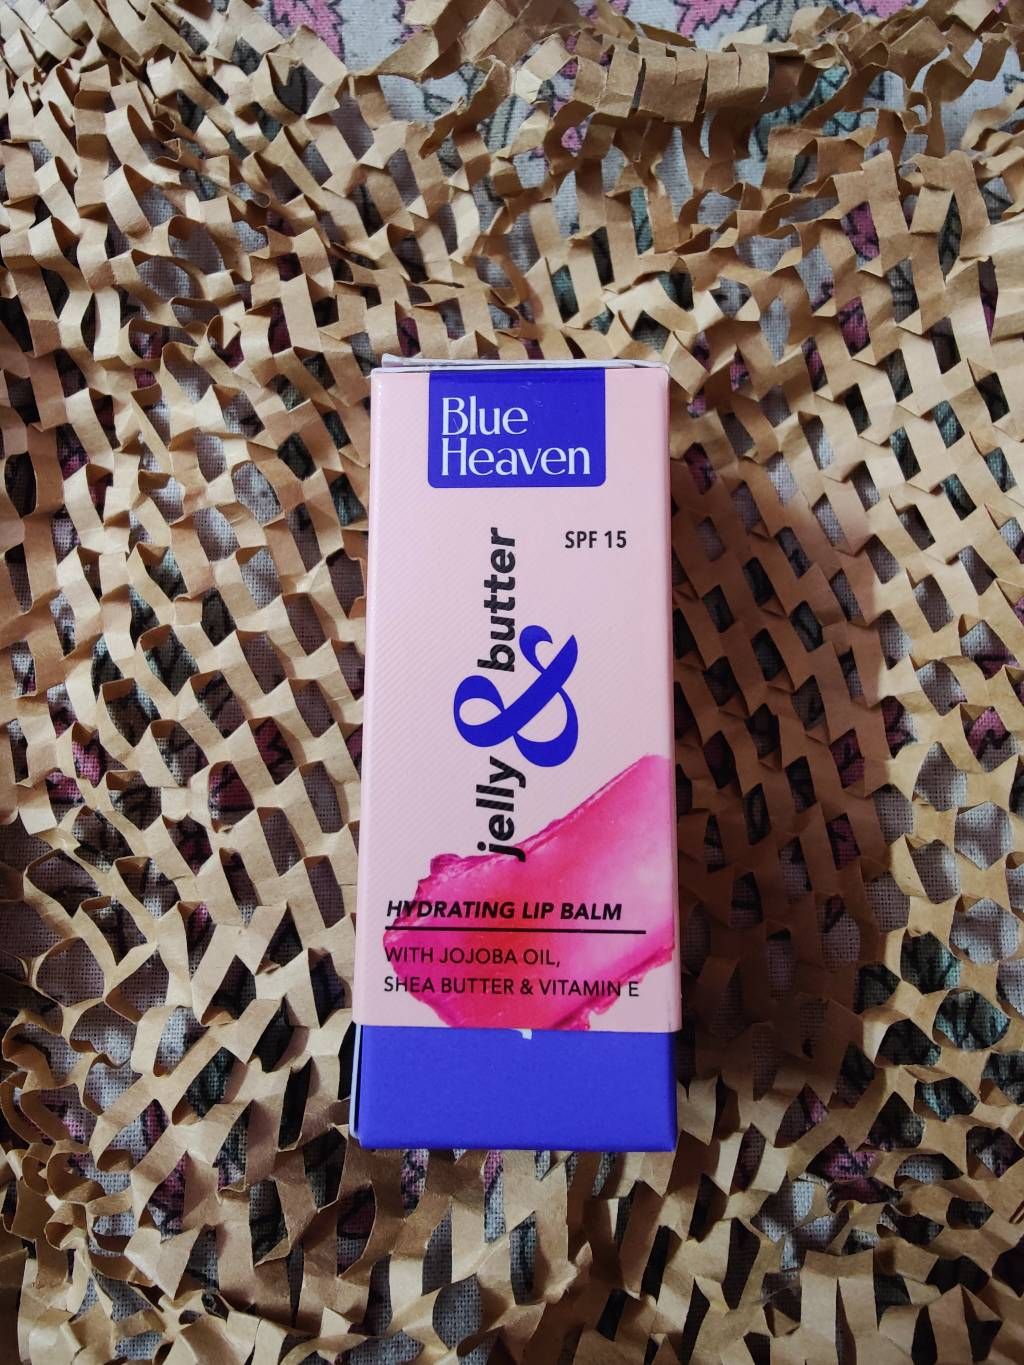 Blue
Heaven
SPF 15
jelly & butter
HYDRATING LIP BALM
WITH JOJOBA OIL,
SHEA BUTTER & VITAMIN E